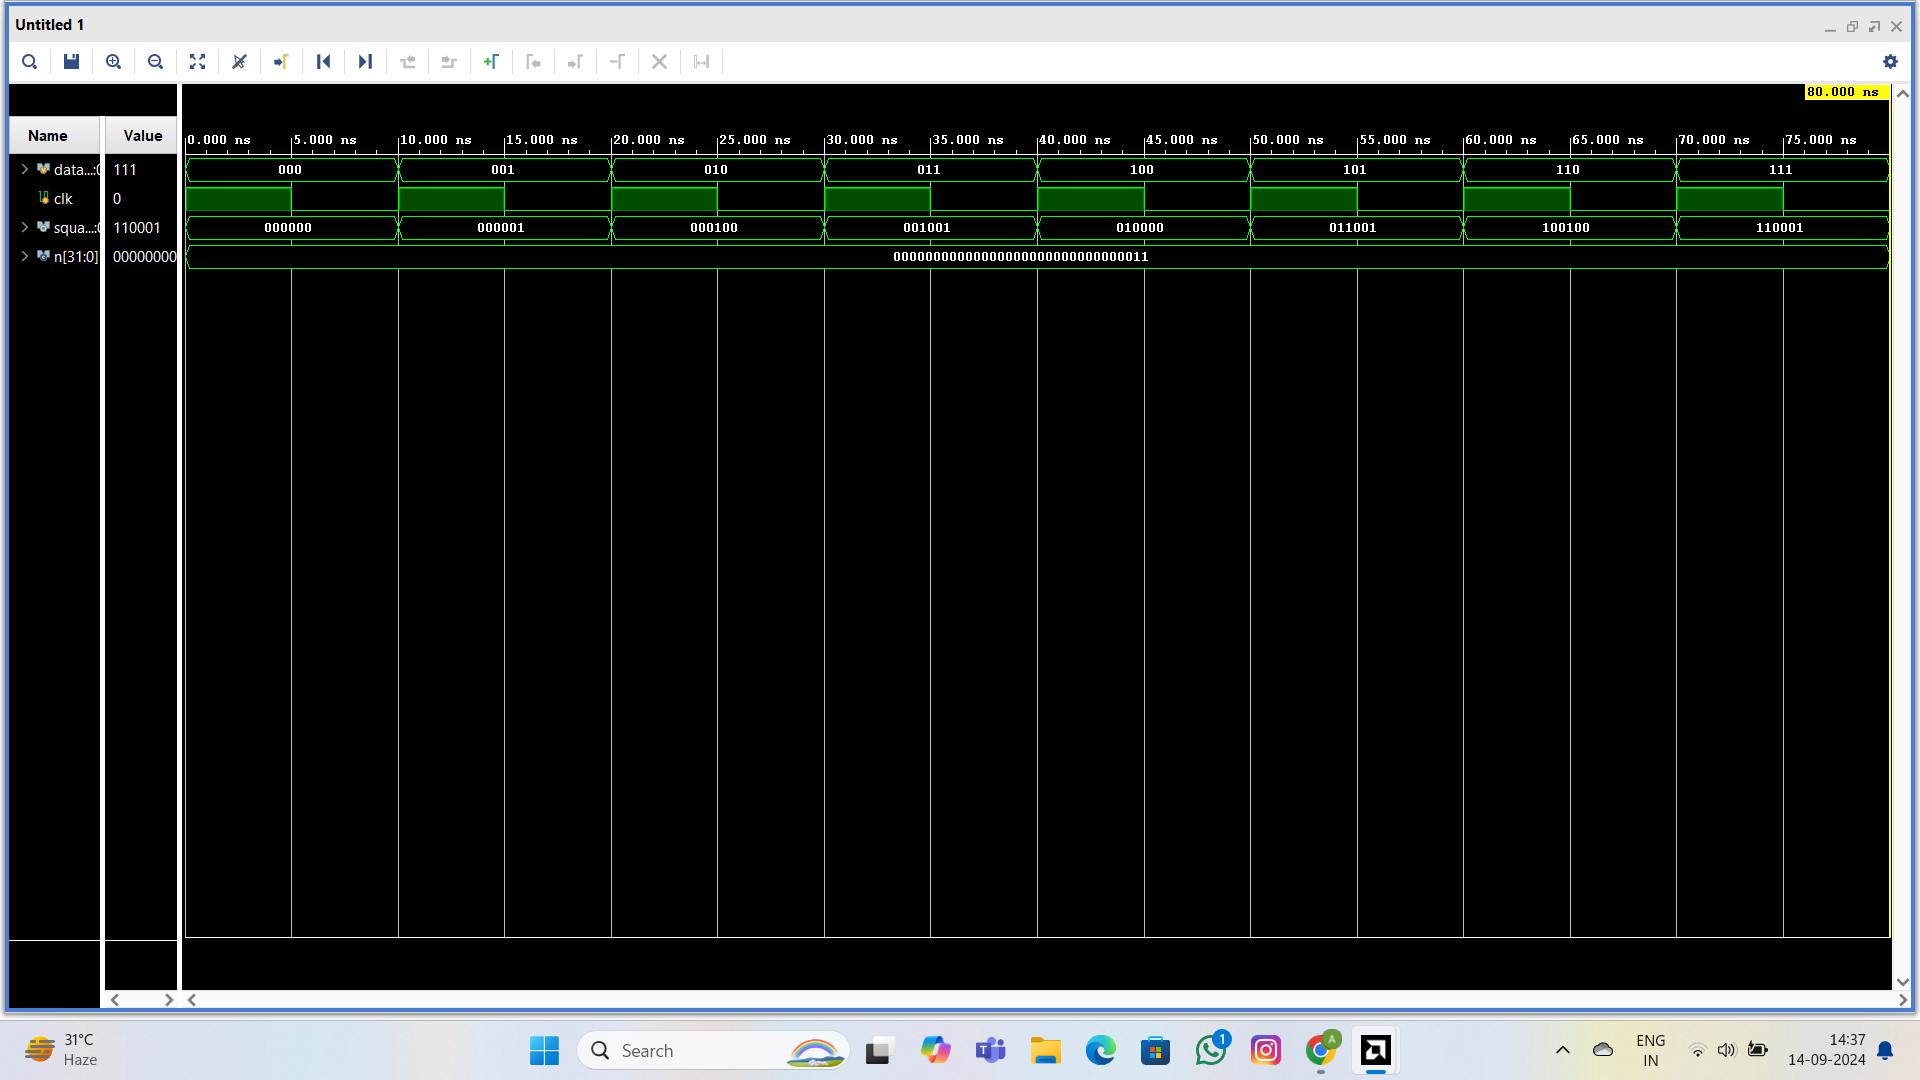 Untitled 1
80.000 ns
Name Value
0.000 ns 5.000 ns 10.000 ns 15.000 ns 20.000 ns 25.000 ns 30.000 ns 35.000 ns 40.000 ns 45.000 ns 50.000 ns 55.000 ns 60.000 ns 65.000 ns 70.000 ns 75.000 ns
data...:0 111 000 001 010 011 100 101 110 111
clk 0
squa...:0 110001 000000 000001 000100 001001 010000 011001 100100 110001
n[31:0] 00000000 00000000000000000000000000000011
31°C
Haze
Search
1
A
ENG
IN
14:37
14-09-2024